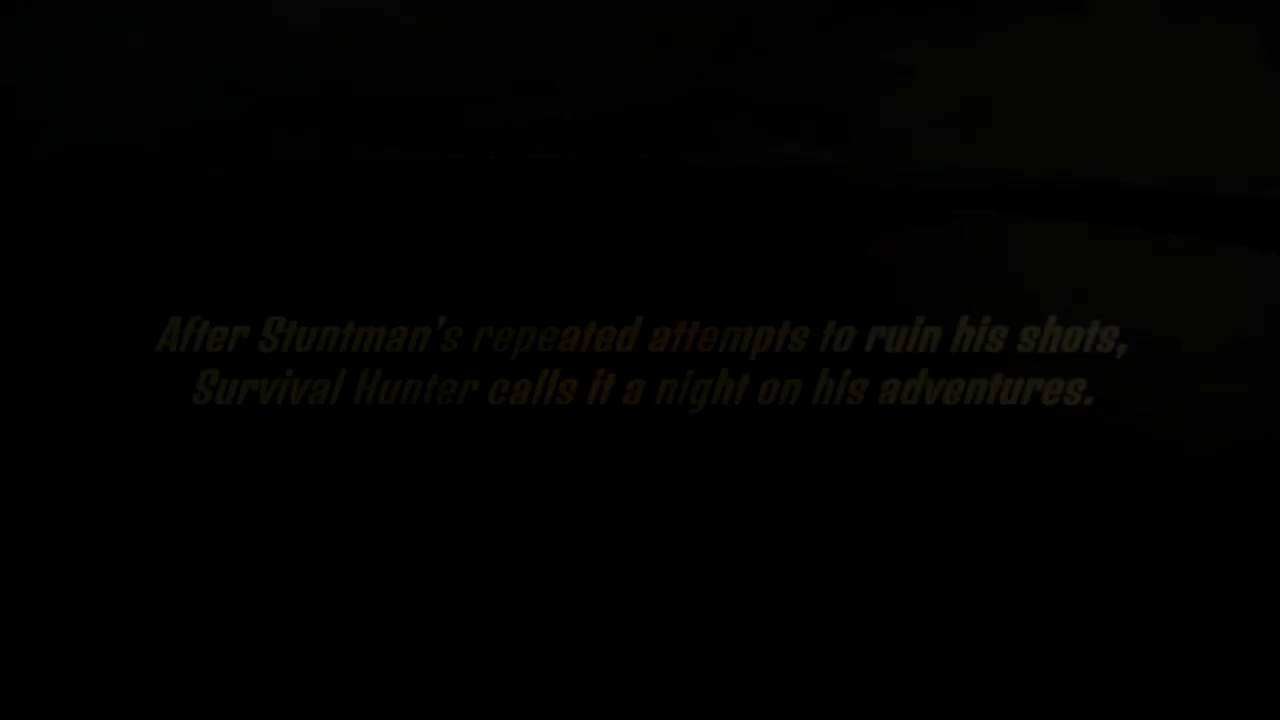 After Stuntman's repeated attempts to ruin his shots,
Survival Hunter calls it a night on his adventures.